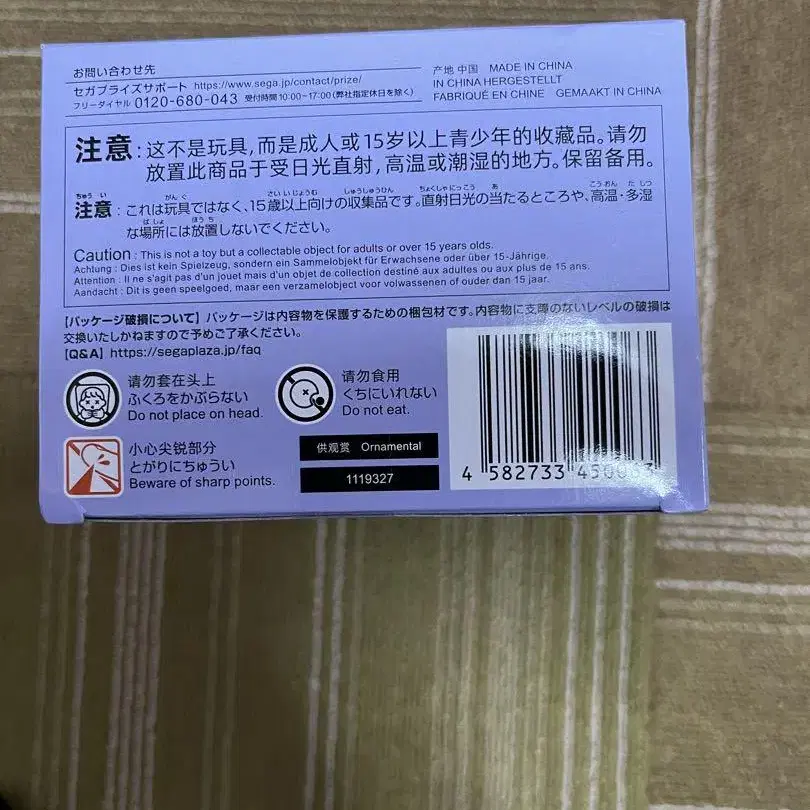 お問い合わせ先
セガプライズサポート https://www.sega.jp/contact/prize/
フリーダイヤル 0120-680-043 受付時間 10:00~17:00(弊社指定休日を除く)
产地 中国 MADE IN CHINA
IN CHINA HERGESTELLT
FABRIQUÉ EN CHINE GEMAAKT IN CHINA
注意:这不是玩具,而是成人或15岁以上青少年的收藏品。请勿
放置此商品于受日光直射,高温或潮湿的地方。保留备用。
注意:これは玩具ではなく、15歳以上向けの収集品です。直射日光の当たるところや、高温・多湿
な場所には放置しないでください。
Caution : This is not a toy but a collectable object for adults or over 15 years olds.
Achtung : Dies ist kein Spielzeug, sondern ein Sammelobjekt für Erwachsene oder über 15-Jährige.
Attention : Il ne s'agit pas d'un jouet mais d'un objet de collection destiné aux adultes ou aux plus de 15 ans.
Aandacht : Dit is geen speelgoed, maar een verzamelobject voor volwassenen of ouder dan 15 jaar.
【パッケージ破損について】パッケージは内容物を保護するための梱包材です。内容物に支障のないレベルの破損は
交換いたしかねますので予めご了承ください。
【Q&A】https://segaplaza.jp/faq
请勿套在头上
ふくろをかぶらない
Do not place on head.
请勿食用
くちにいれない
Do not eat.
小心尖锐部分
とがりにちゅうい
Beware of sharp points.
供观赏 Ornamental
1119327
4 582733